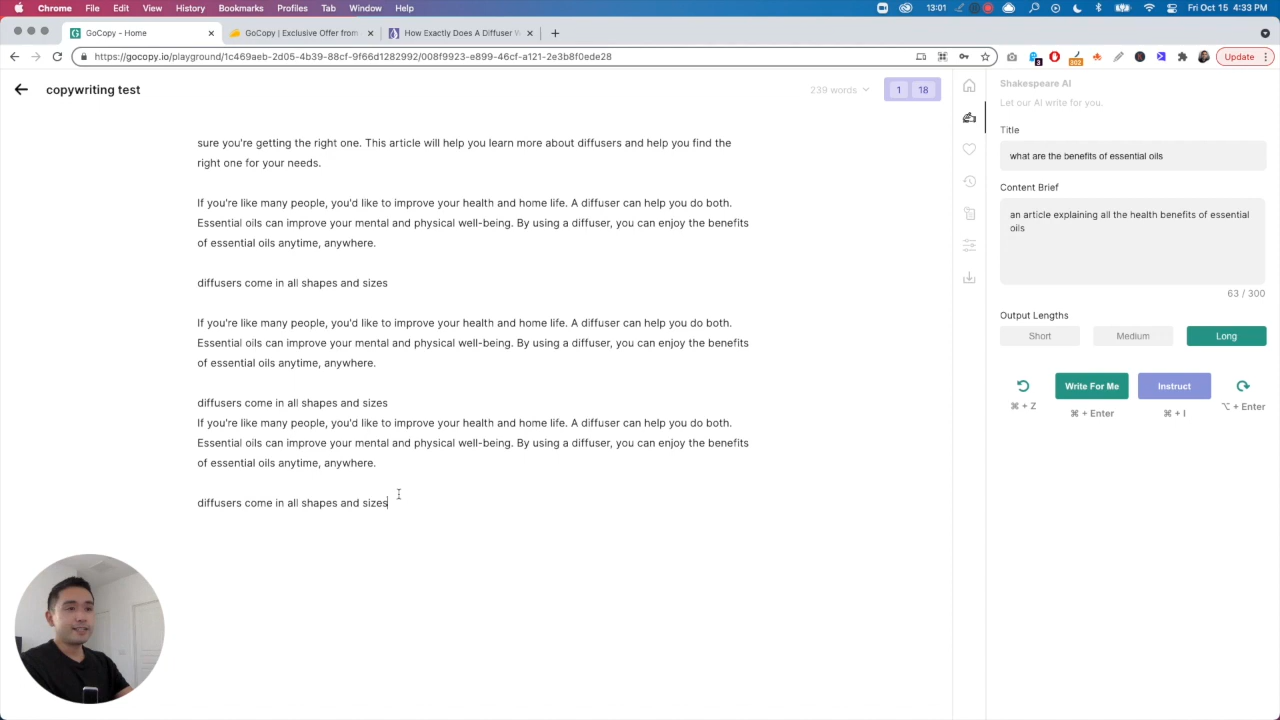 Chrome File Edit View History Bookmarks Profiles Tab Window Help 13:01 Fri Oct 15 4:33 PM
GoCopy - Home × GoCopy | Exclusive Offer from × How Exactly Does A Diffuser W × +
https://gocopy.io/playground/1c469aeb-2d05-4b39-88cf-9f66d1282992/008f9923-e899-46cf-a121-2e3b8f0ede28 3 302 Update
copywriting test
239 words
1 18
sure you're getting the right one. This article will help you learn more about diffusers and help you find the
right one for your needs.
If you're like many people, you'd like to improve your health and home life. A diffuser can help you do both.
Essential oils can improve your mental and physical well-being. By using a diffuser, you can enjoy the benefits
of essential oils anytime, anywhere.
diffusers come in all shapes and sizes
If you're like many people, you'd like to improve your health and home life. A diffuser can help you do both.
Essential oils can improve your mental and physical well-being. By using a diffuser, you can enjoy the benefits
of essential oils anytime, anywhere.
diffusers come in all shapes and sizes
If you're like many people, you'd like to improve your health and home life. A diffuser can help you do both.
Essential oils can improve your mental and physical well-being. By using a diffuser, you can enjoy the benefits
of essential oils anytime, anywhere.
diffusers come in all shapes and sizes
Shakespeare AI
Let our AI write for you.
Title
what are the benefits of essential oils
Content Brief
an article explaining all the health benefits of essential
oils
63 / 300
Output Lengths
Short Medium Long
Write For Me Instruct
⌘ + Z ⌘ + Enter ⌘ + I ⌥ + Enter